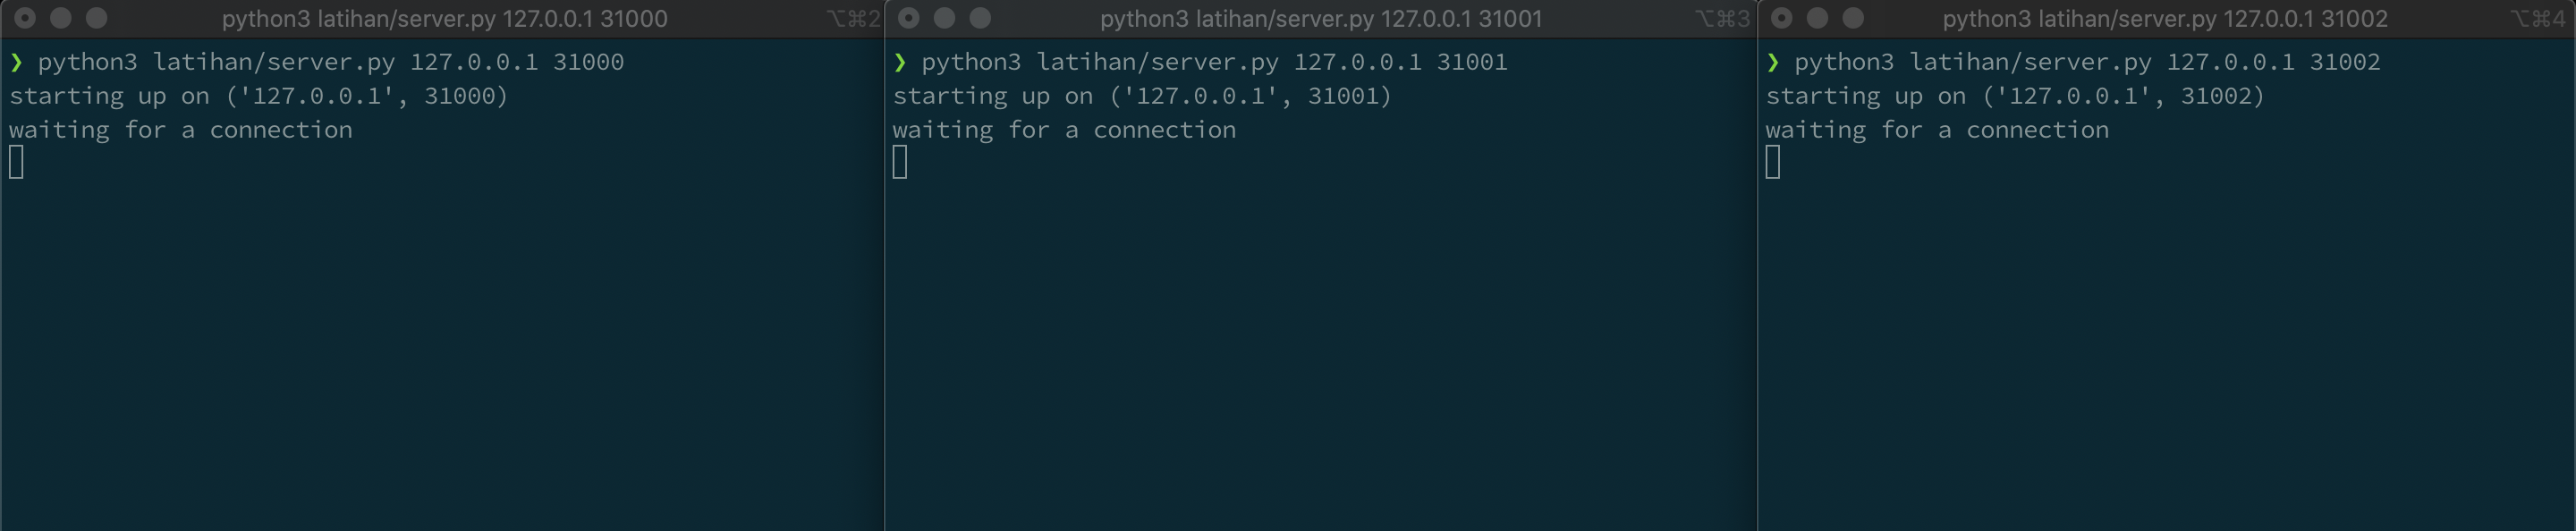 python3 latihan/server.py 127.0.0.1 31000 ⌥⌘2
❯ python3 latihan/server.py 127.0.0.1 31000
starting up on ('127.0.0.1', 31000)
waiting for a connection
python3 latihan/server.py 127.0.0.1 31001 ⌥⌘3
❯ python3 latihan/server.py 127.0.0.1 31001
starting up on ('127.0.0.1', 31001)
waiting for a connection
python3 latihan/server.py 127.0.0.1 31002 ⌥⌘4
❯ python3 latihan/server.py 127.0.0.1 31002
starting up on ('127.0.0.1', 31002)
waiting for a connection